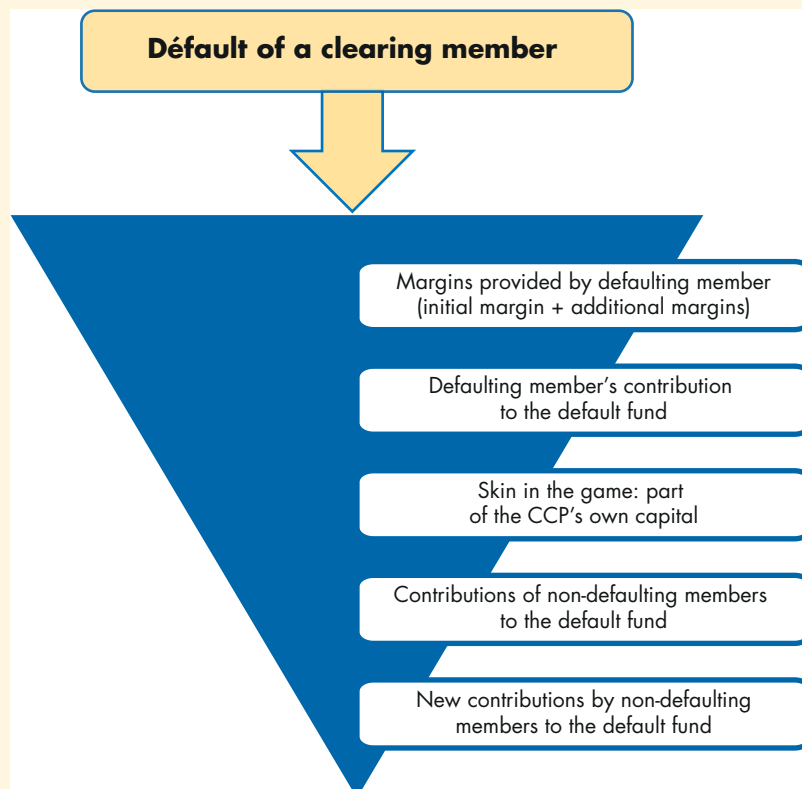 Défault of a clearing member
Margins provided by defaulting member
(initial margin + additional margins)
Defaulting member’s contribution
to the default fund
Skin in the game: part
of the CCP’s own capital
Contributions of non-defaulting members
to the default fund
New contributions by non-defaulting
members to the default fund